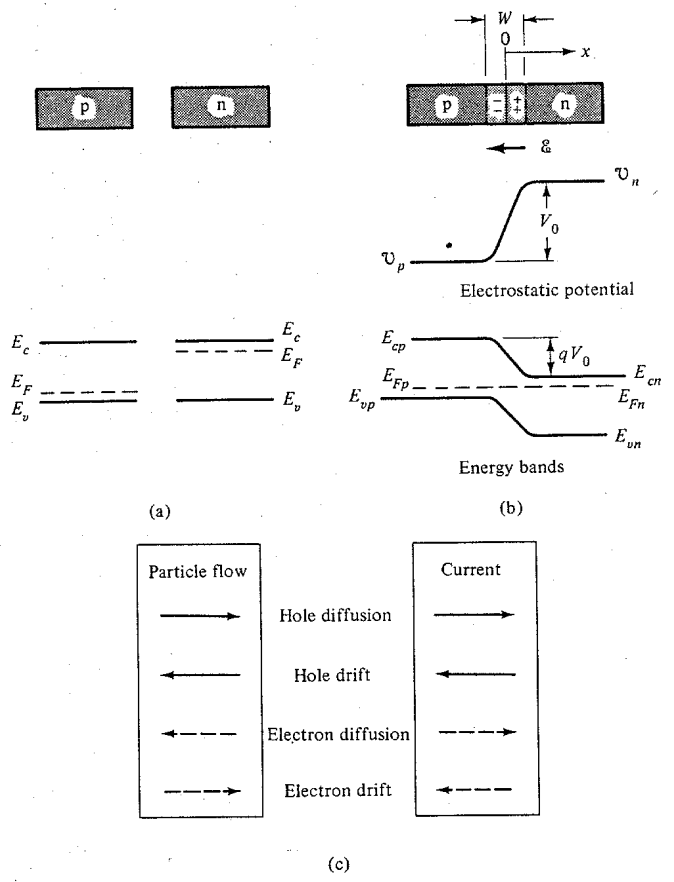 W
0
x
p
n
p
− −
+ +
n
ℰ
𝒱n
V0
𝒱p
Electrostatic potential
Ec
Ec
EF
EF
Ev
Ev
Ecp
qV0
Ecn
EFp
EFn
Evp
Evn
Energy bands
(a)
(b)
Particle flow
Current
Hole diffusion
Hole drift
Electron diffusion
Electron drift
(c)